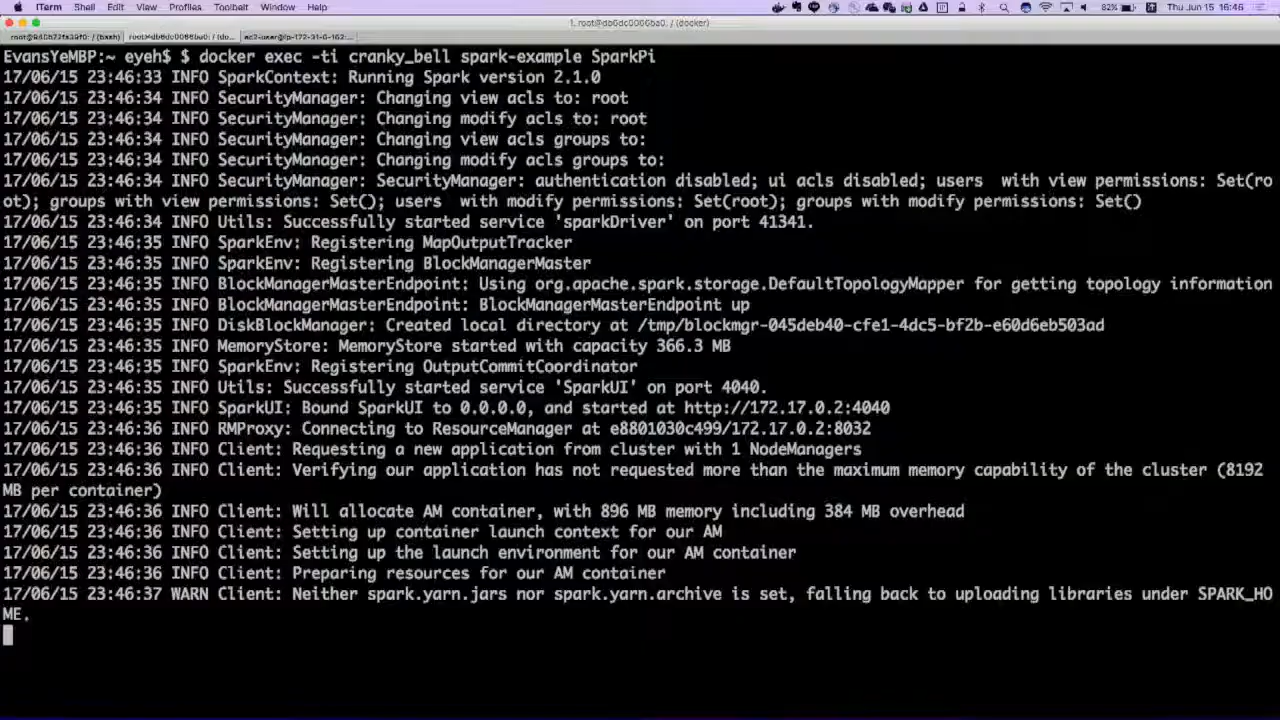 iTerm Shell Edit View Profiles Toolbelt Window Help 82% Thu Jun 15 16:46
1. root@db6dc0066ba0: / (docker)
EvansYeMBP:~ eyeh$ $ docker exec -ti cranky_bell spark-example SparkPi
17/06/15 23:46:33 INFO SparkContext: Running Spark version 2.1.0
17/06/15 23:46:34 INFO SecurityManager: Changing view acls to: root
17/06/15 23:46:34 INFO SecurityManager: Changing modify acls to: root
17/06/15 23:46:34 INFO SecurityManager: Changing view acls groups to:
17/06/15 23:46:34 INFO SecurityManager: Changing modify acls groups to:
17/06/15 23:46:34 INFO SecurityManager: SecurityManager: authentication disabled; ui acls disabled; users  with view permissions: Set(ro
ot); groups with view permissions: Set(); users  with modify permissions: Set(root); groups with modify permissions: Set()
17/06/15 23:46:34 INFO Utils: Successfully started service 'sparkDriver' on port 41341.
17/06/15 23:46:35 INFO SparkEnv: Registering MapOutputTracker
17/06/15 23:46:35 INFO SparkEnv: Registering BlockManagerMaster
17/06/15 23:46:35 INFO BlockManagerMasterEndpoint: Using org.apache.spark.storage.DefaultTopologyMapper for getting topology information
17/06/15 23:46:35 INFO BlockManagerMasterEndpoint: BlockManagerMasterEndpoint up
17/06/15 23:46:35 INFO DiskBlockManager: Created local directory at /tmp/blockmgr-045deb40-cfe1-4dc5-bf2b-e60d6eb503ad
17/06/15 23:46:35 INFO MemoryStore: MemoryStore started with capacity 366.3 MB
17/06/15 23:46:35 INFO SparkEnv: Registering OutputCommitCoordinator
17/06/15 23:46:35 INFO Utils: Successfully started service 'SparkUI' on port 4040.
17/06/15 23:46:35 INFO SparkUI: Bound SparkUI to 0.0.0.0, and started at http://172.17.0.2:4040
17/06/15 23:46:36 INFO RMProxy: Connecting to ResourceManager at e8801030c499/172.17.0.2:8032
17/06/15 23:46:36 INFO Client: Requesting a new application from cluster with 1 NodeManagers
17/06/15 23:46:36 INFO Client: Verifying our application has not requested more than the maximum memory capability of the cluster (8192
MB per container)
17/06/15 23:46:36 INFO Client: Will allocate AM container, with 896 MB memory including 384 MB overhead
17/06/15 23:46:36 INFO Client: Setting up container launch context for our AM
17/06/15 23:46:36 INFO Client: Setting up the launch environment for our AM container
17/06/15 23:46:36 INFO Client: Preparing resources for our AM container
17/06/15 23:46:37 WARN Client: Neither spark.yarn.jars nor spark.yarn.archive is set, falling back to uploading libraries under SPARK_HO
ME.